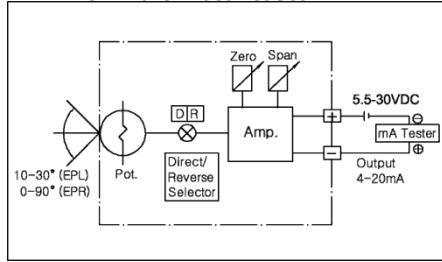 Zero Span
D R
5.5-30VDC
+
⊖
mA Tester
Amp.
⊕
−
10-30° (EPL)
0-90° (EPR)
Pot.
Direct/
Reverse
Selector
Output
4-20mA